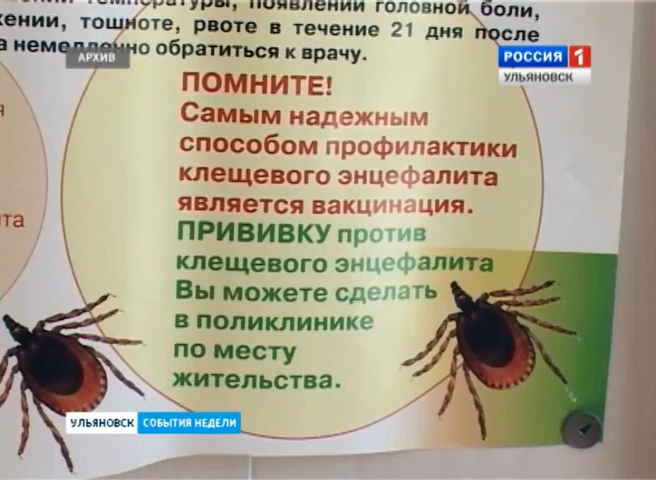 температуры, появлении головной боли,
жении, тошноте, рвоте в течение 21 дня после
а немедленно обратиться к врачу.
АРХИВ
РОССИЯ 1
УЛЬЯНОВСК
ПОМНИТЕ!
Самым надежным
способом профилактики
клещевого энцефалита
является вакцинация.
ПРИВИВКУ против
клещевого энцефалита
Вы можете сделать
в поликлинике
по месту
жительства.
я
ита
УЛЬЯНОВСК СОБЫТИЯ НЕДЕЛИ